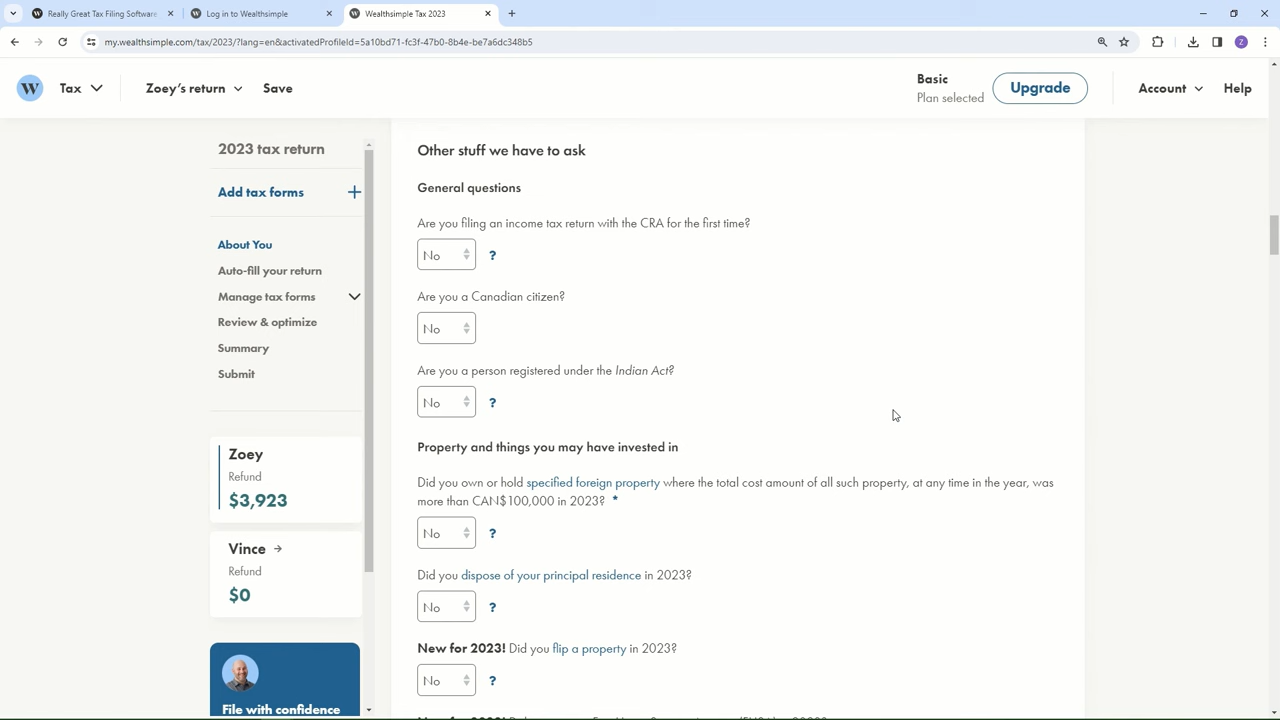 Really Great Tax Filing Software
Log in to Wealthsimple
Wealthsimple Tax 2023
my.wealthsimple.com/tax/2023/?lang=en&activatedProfileId=5a10bd71-fc3f-47b0-8b4e-be7a6dc348b5
Z
W
Tax
Zoey's return
Save
Basic
Plan selected
Upgrade
Account
Help
2023 tax return
Add tax forms
About You
Auto-fill your return
Manage tax forms
Review & optimize
Summary
Submit
Zoey
Refund
$3,923
Vince →
Refund
$0
File with confidence
Other stuff we have to ask
General questions
Are you filing an income tax return with the CRA for the first time?
No ?
Are you a Canadian citizen?
No
Are you a person registered under the Indian Act?
No ?
Property and things you may have invested in
Did you own or hold specified foreign property where the total cost amount of all such property, at any time in the year, was
more than CAN$100,000 in 2023? *
No ?
Did you dispose of your principal residence in 2023?
No ?
New for 2023! Did you flip a property in 2023?
No ?